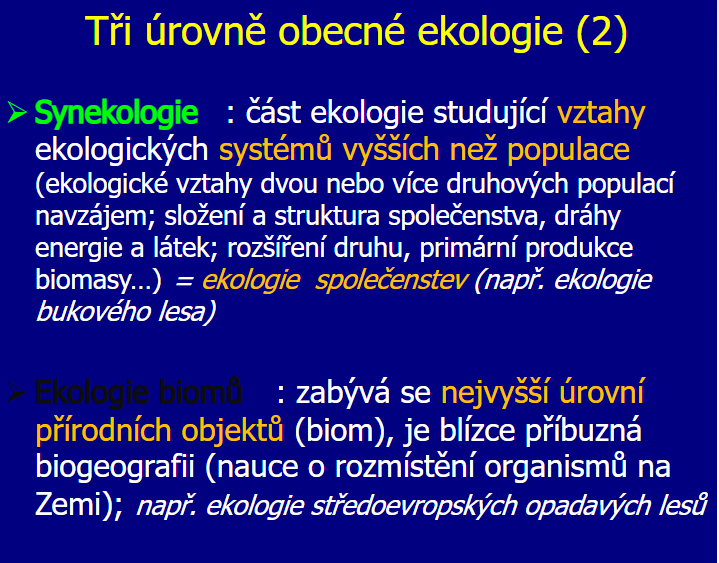 Tři úrovně obecné ekologie (2)
Synekologie : část ekologie studující vztahy
ekologických systémů vyšších než populace
(ekologické vztahy dvou nebo více druhových populací
navzájem; složení a struktura společenstva, dráhy
energie a látek; rozšíření druhu, primární produkce
biomasy…) = ekologie společenstev (např. ekologie
bukového lesa)
Ekologie biomů : zabývá se nejvyšší úrovní
přírodních objektů (biom), je blízce příbuzná
biogeografii (nauce o rozmístění organismů na
Zemi); např. ekologie středoevropských opadavých lesů